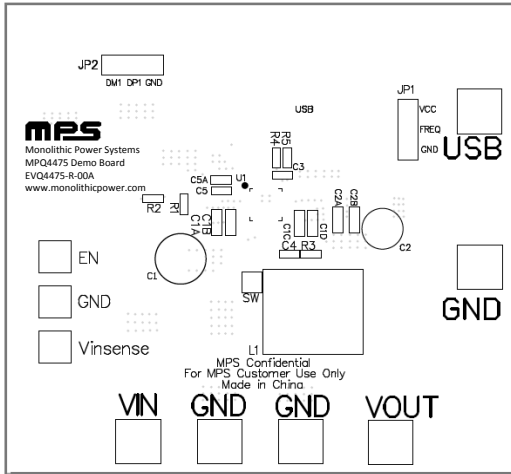 JP2
DM1 DP1 GND
USB
JP1
VCC
FREQ
GND
USB
MPS
Monolithic Power Systems
MPQ4475 Demo Board
EVQ4475-R-00A
www.monolithicpower.com
R4
R5
C3
C5A
U1
C5
R2
R1
C1A
C1B
C2A
C2B
C1C
C1D
C2
C4
R3
C1
EN
GND
Vinsense
SW
GND
L1
MPS Confidential
For MPS Customer Use Only
Made in China
VIN
GND
GND
VOUT